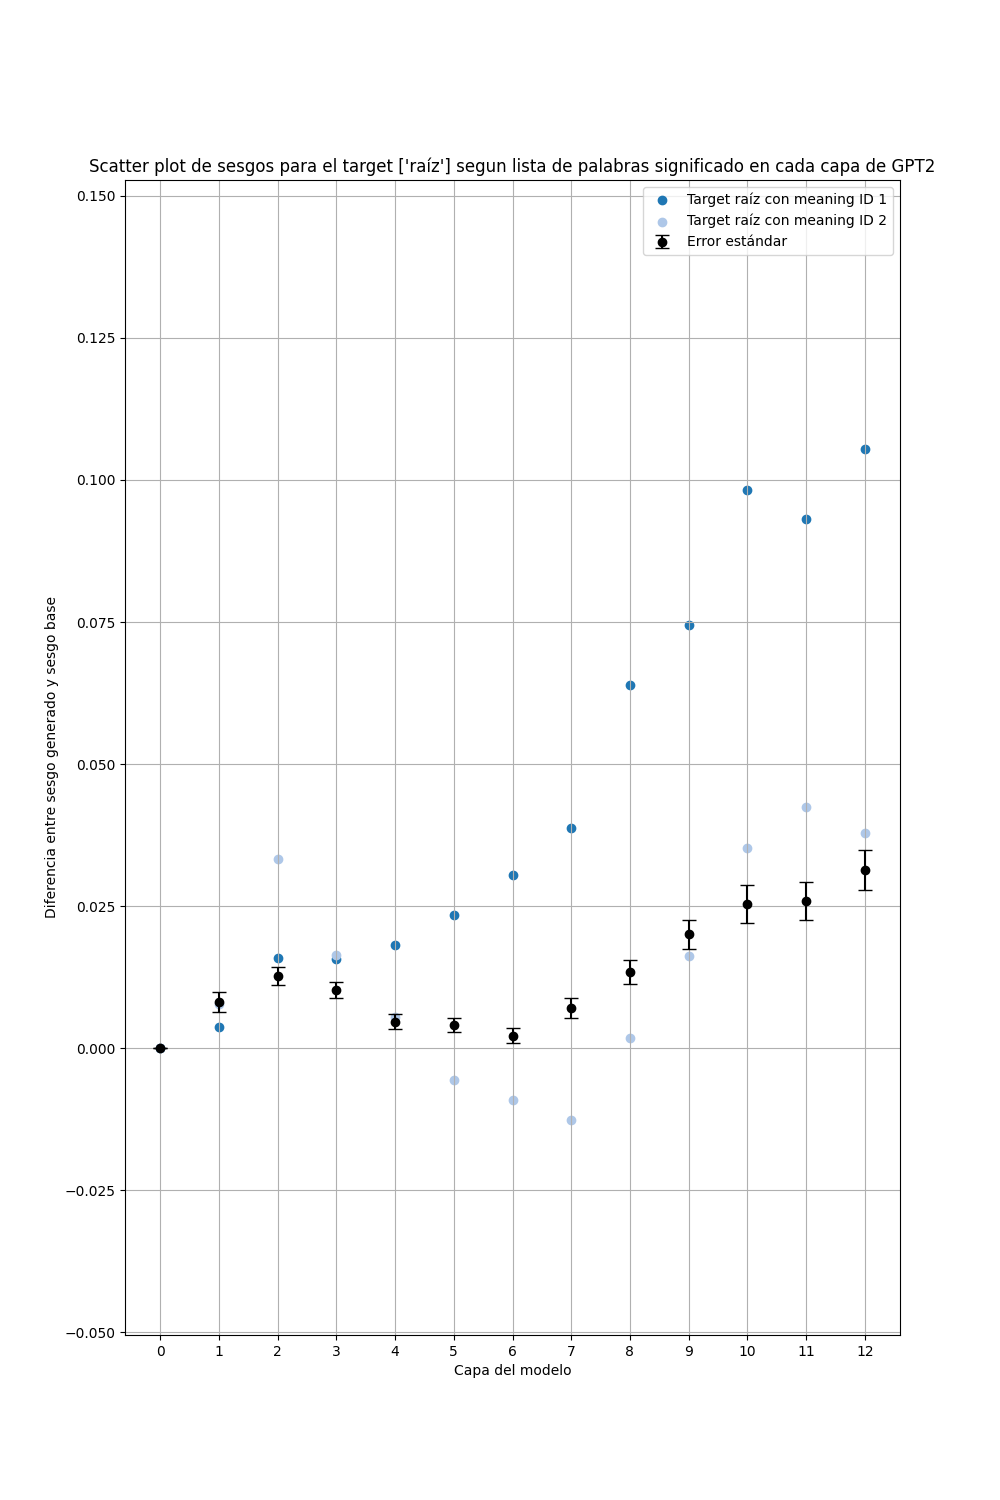 Scatter plot de sesgos para el target ['raíz'] segun lista de palabras significado en cada capa de GPT2
Target raíz con meaning ID 1
Target raíz con meaning ID 2
Error estándar
0.150
0.125
0.100
0.075
0.050
0.025
0.000
−0.025
−0.050
Diferencia entre sesgo generado y sesgo base
0 1 2 3 4 5 6 7 8 9 10 11 12
Capa del modelo